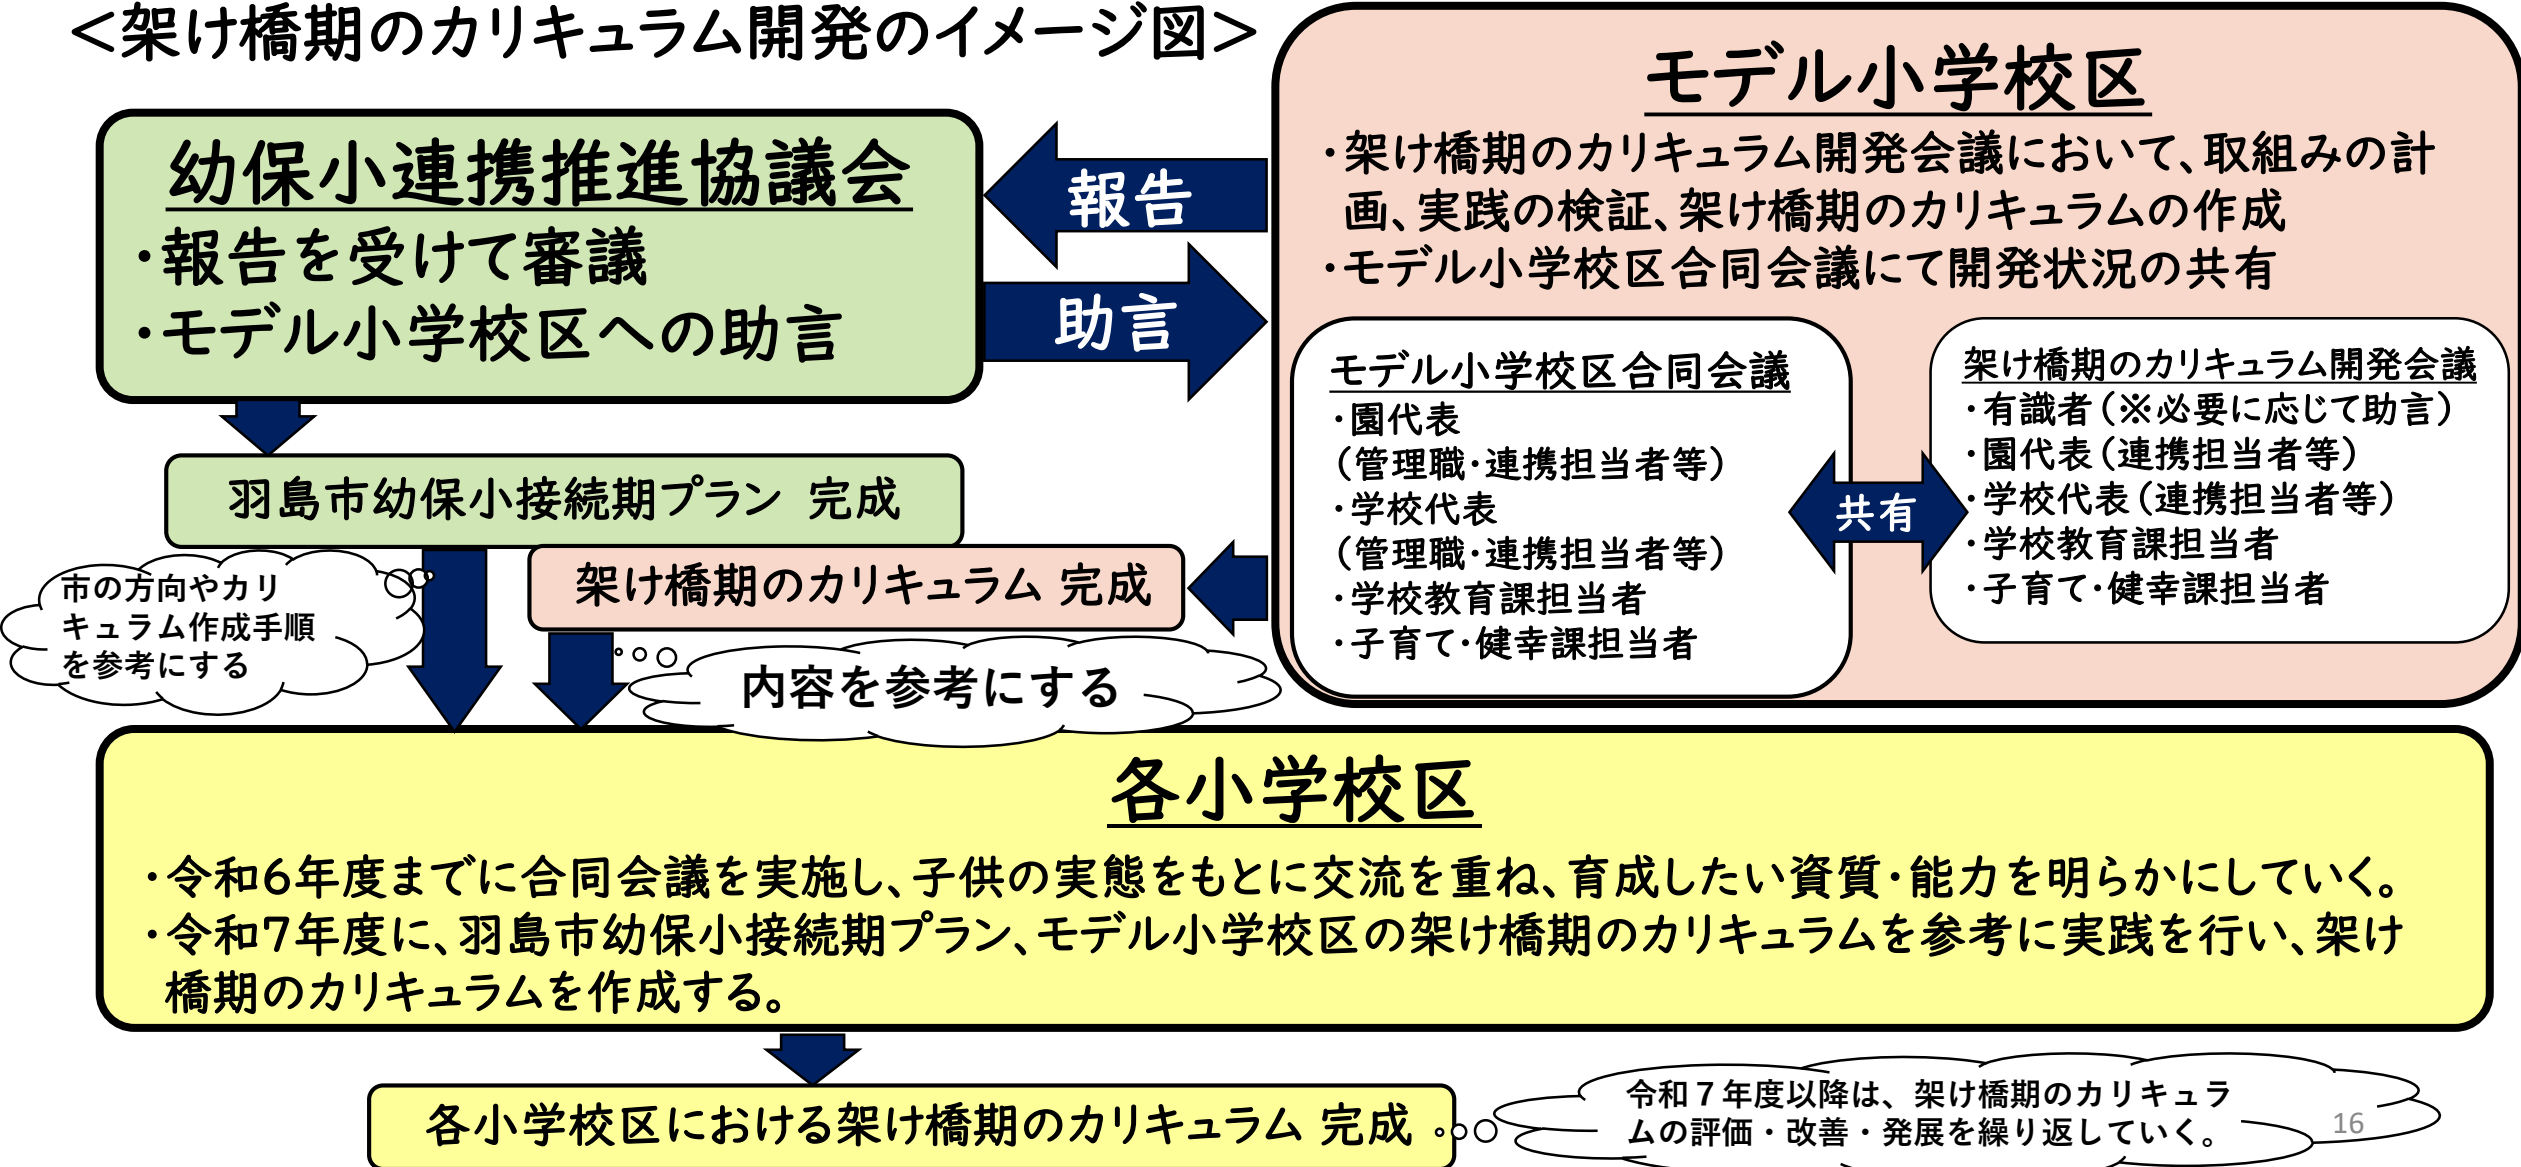 <架け橋期のカリキュラム開発のイメージ図>
幼保小連携推進協議会
・報告を受けて審議
・モデル小学校区への助言
報告
助言
モデル小学校区
・架け橋期のカリキュラム開発会議において、取組みの計
画、実践の検証、架け橋期のカリキュラムの作成
・モデル小学校区合同会議にて開発状況の共有
モデル小学校区合同会議
・園代表
（管理職・連携担当者等）
・学校代表
（管理職・連携担当者等）
・学校教育課担当者
・子育て・健幸課担当者
共有
架け橋期のカリキュラム開発会議
・有識者（※必要に応じて助言）
・園代表（連携担当者等）
・学校代表（連携担当者等）
・学校教育課担当者
・子育て・健幸課担当者
羽島市幼保小接続期プラン 完成
架け橋期のカリキュラム 完成
市の方向やカリ
キュラム作成手順
を参考にする
内容を参考にする
各小学校区
・令和6年度までに合同会議を実施し、子供の実態をもとに交流を重ね、育成したい資質・能力を明らかにしていく。
・令和7年度に、羽島市幼保小接続期プラン、モデル小学校区の架け橋期のカリキュラムを参考に実践を行い、架け
橋期のカリキュラムを作成する。
各小学校区における架け橋期のカリキュラム 完成
令和７年度以降は、架け橋期のカリキュラ
ムの評価・改善・発展を繰り返していく。
16